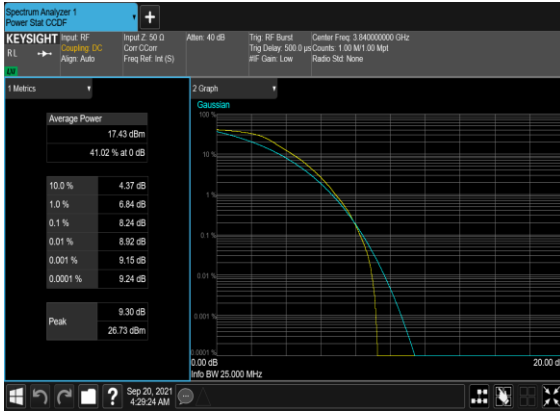 Spectrum Analyzer 1
Power Stat CCDF
+
KEYSIGHT
RL
LV
Input: RF
Coupling: DC
Align: Auto
Input Z: 50 Ω
Corr CCorr
Freq Ref: Int (S)
Atten: 40 dB
Trig: RF Burst
Trig Delay: 500.0 µs
#IF Gain: Low
Center Freq: 3.840000000 GHz
Counts: 1.00 M/1.00 Mpt
Radio Std: None
1 Metrics
Average Power
17.43 dBm
41.02 % at 0 dB
10.0 % 4.37 dB
1.0 % 6.84 dB
0.1 % 8.24 dB
0.01 % 8.92 dB
0.001 % 9.15 dB
0.0001 % 9.24 dB
Peak
9.30 dB
26.73 dBm
2 Graph
Gaussian
100 %
10 %
1 %
0.1 %
0.01 %
0.001 %
0.0001 %
0.00 dB
20.00 d
Info BW 25.000 MHz
?
Sep 20, 2021
4:29:24 AM